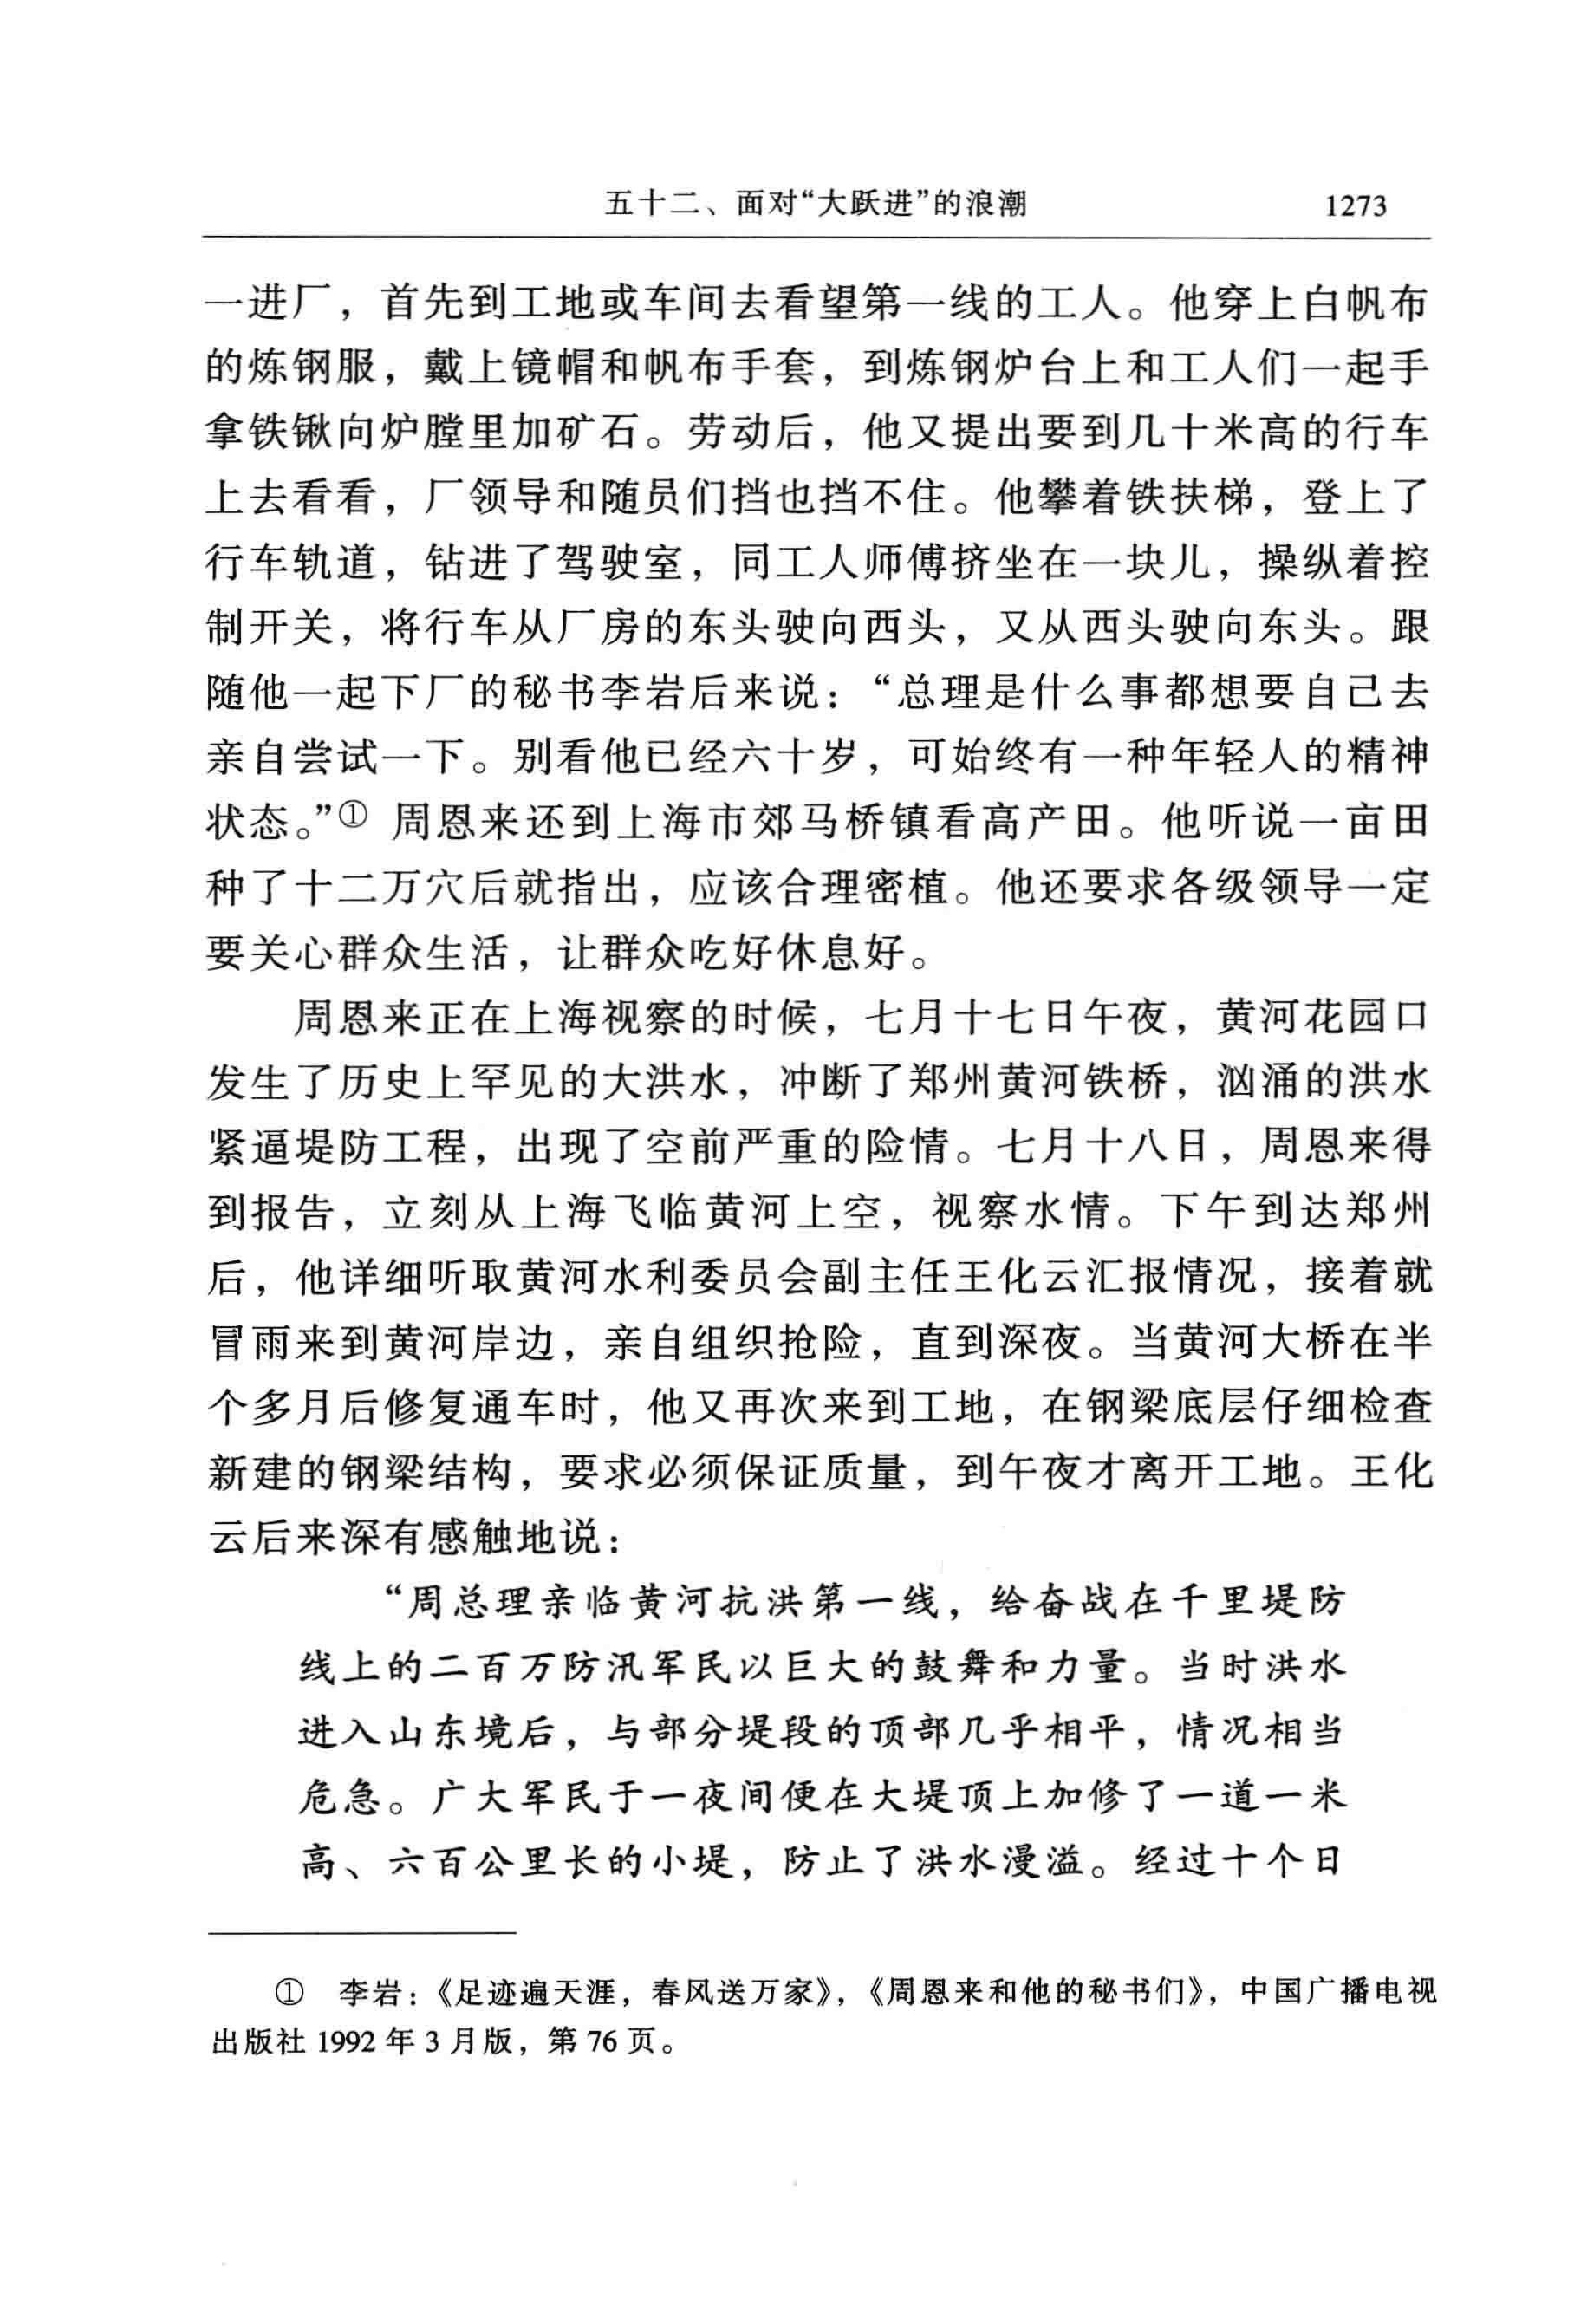 五十二、面对“大跃进”的浪潮 1273
一进厂，首先到工地或车间去看望第一线的工人。他穿上白帆布
的炼钢服，戴上镜帽和帆布手套，到炼钢炉台上和工人们一起手
拿铁锹向炉膛里加矿石。劳动后，他又提出要到几十米高的行车
上去看看，厂领导和随员们挡也挡不住。他攀着铁扶梯，登上了
行车轨道，钻进了驾驶室，同工人师傅挤坐在一块儿，操纵着控
制开关，将行车从厂房的东头驶向西头，又从西头驶向东头。跟
随他一起下厂的秘书李岩后来说：“总理是什么事都想要自己去
亲自尝试一下。别看他已经六十岁，可始终有一种年轻人的精神
状态。”① 周恩来还到上海市郊马桥镇看高产田。他听说一亩田
种了十二万穴后就指出，应该合理密植。他还要求各级领导一定
要关心群众生活，让群众吃好休息好。
周恩来正在上海视察的时候，七月十七日午夜，黄河花园口
发生了历史上罕见的大洪水，冲断了郑州黄河铁桥，汹涌的洪水
紧逼堤防工程，出现了空前严重的险情。七月十八日，周恩来得
到报告，立刻从上海飞临黄河上空，视察水情。下午到达郑州
后，他详细听取黄河水利委员会副主任王化云汇报情况，接着就
冒雨来到黄河岸边，亲自组织抢险，直到深夜。当黄河大桥在半
个多月后修复通车时，他又再次来到工地，在钢梁底层仔细检查
新建的钢梁结构，要求必须保证质量，到午夜才离开工地。王化
云后来深有感触地说：
“周总理亲临黄河抗洪第一线，给奋战在千里堤防
线上的二百万防汛军民以巨大的鼓舞和力量。当时洪水
进入山东境后，与部分堤段的顶部几乎相平，情况相当
危急。广大军民于一夜间便在大堤顶上加修了一道一米
高、六百公里长的小堤，防止了洪水漫溢。经过十个日
① 李岩：《足迹遍天涯，春风送万家》，《周恩来和他的秘书们》，中国广播电视
出版社 1992 年 3 月版，第 76 页。